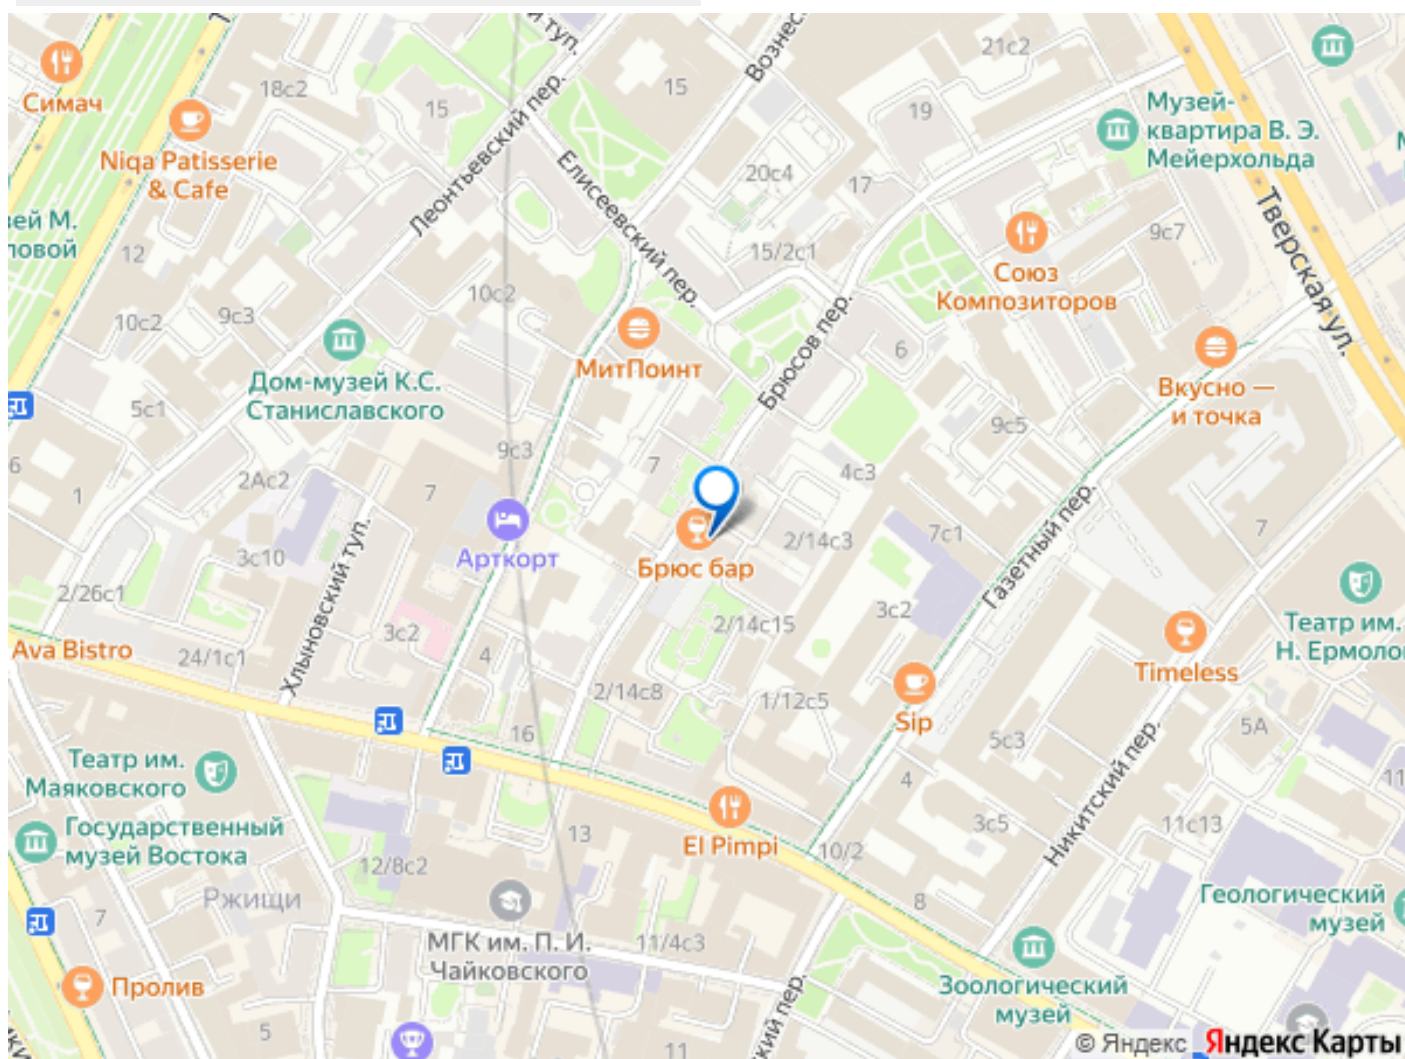 й туп.
Вознес
21с2
Симач
18с2
15
15
Музей-
квартира В. Э.
Мейерхольда
19
Niqa Patisserie
& Cafe
Леонтьевский пер.
Елисеевский пер.
20с4
17
Тверская ул.
зей М.
ловой
12
15/2с1
9с7
Союз
Композиторов
10с2
10с2
9с3
МитПоинт
Брюсов пер.
6
Дом-музей К.С.
Станиславского
Вкусно —
и точка
5с1
9с5
9с3
7
4с3
6
1
2Ас2
7
Хлыновский туп.
Арткорт
Брюс бар
2/14с3
7с1
Газетный пер.
7
3с10
2/26с1
3с2
2/14с15
3с2
Театр им.
Н. Ермоло
Ava Bistro
24/1с1
4
2/14с8
1/12с5
Timeless
Sip
16
5с3
5А
Никитский пер.
Театр им.
Маяковского
4
11
Государственный
музей Востока
13
El Pimpi
10/2
3с5
11с13
12/8с2
Ржищи
7
8
Геологический
музей
МГК им. П. И.
Чайковского
11/4с3
Пролив
Зоологический
музей
ский пер.
5
11
© Яндекс Яндекс Карты